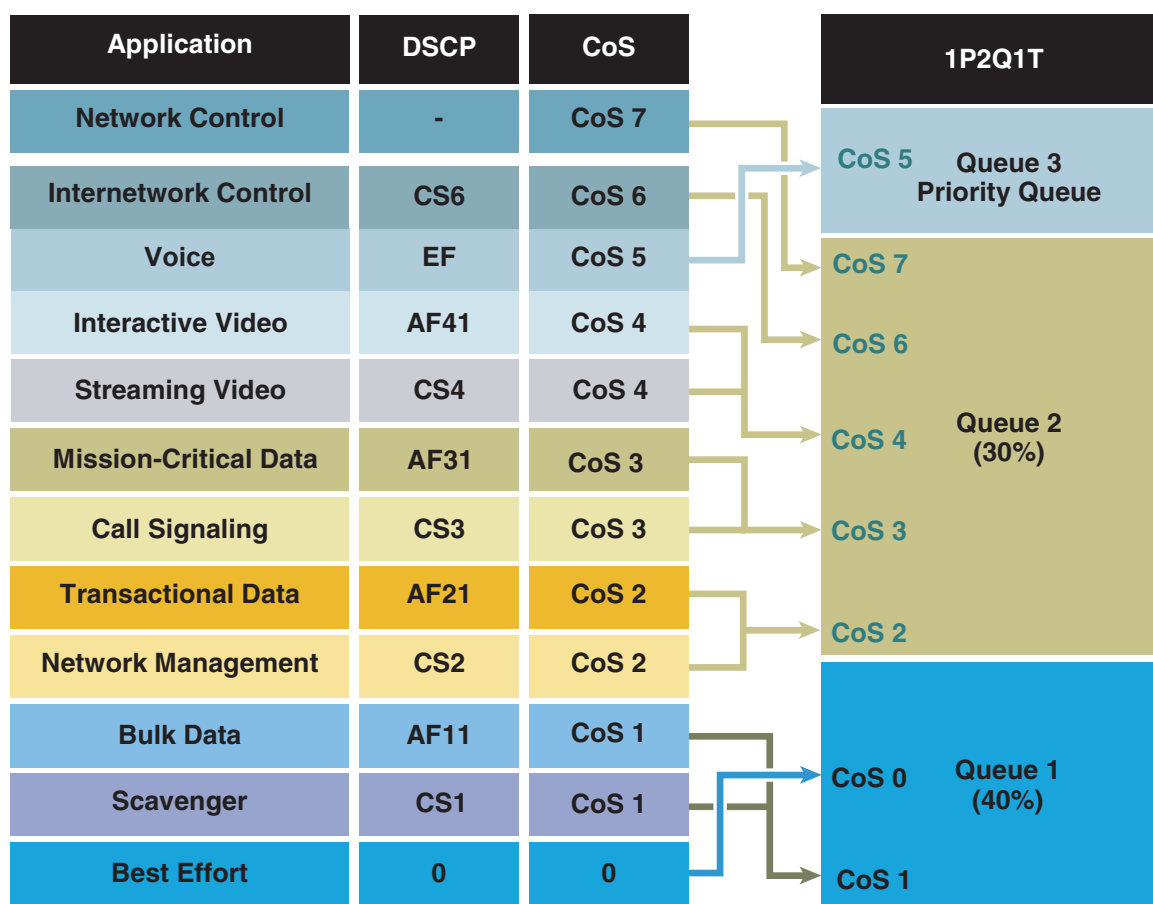 Application DSCP CoS
1P2Q1T
Network Control - CoS 7
Internetwork Control CS6 CoS 6
Voice EF CoS 5
Interactive Video AF41 CoS 4
Streaming Video CS4 CoS 4
Mission-Critical Data AF31 CoS 3
Call Signaling CS3 CoS 3
Transactional Data AF21 CoS 2
Network Management CS2 CoS 2
Bulk Data AF11 CoS 1
Scavenger CS1 CoS 1
Best Effort 0 0
CoS 5
Queue 3
Priority Queue
CoS 7
CoS 6
CoS 4
Queue 2
(30%)
CoS 3
CoS 2
CoS 0
Queue 1
(40%)
CoS 1